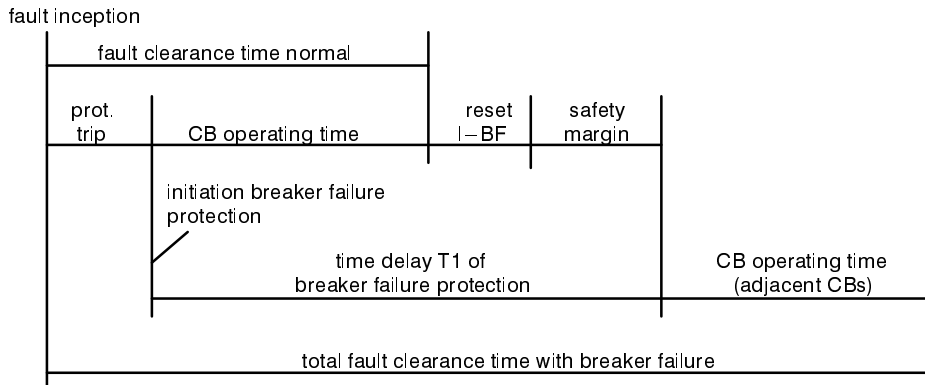 fault inception
fault clearance time normal
prot.
trip
CB operating time
reset
I−BF
safety
margin
initiation breaker failure
protection
time delay T1 of
breaker failure protection
CB operating time
(adjacent CBs)
total fault clearance time with breaker failure